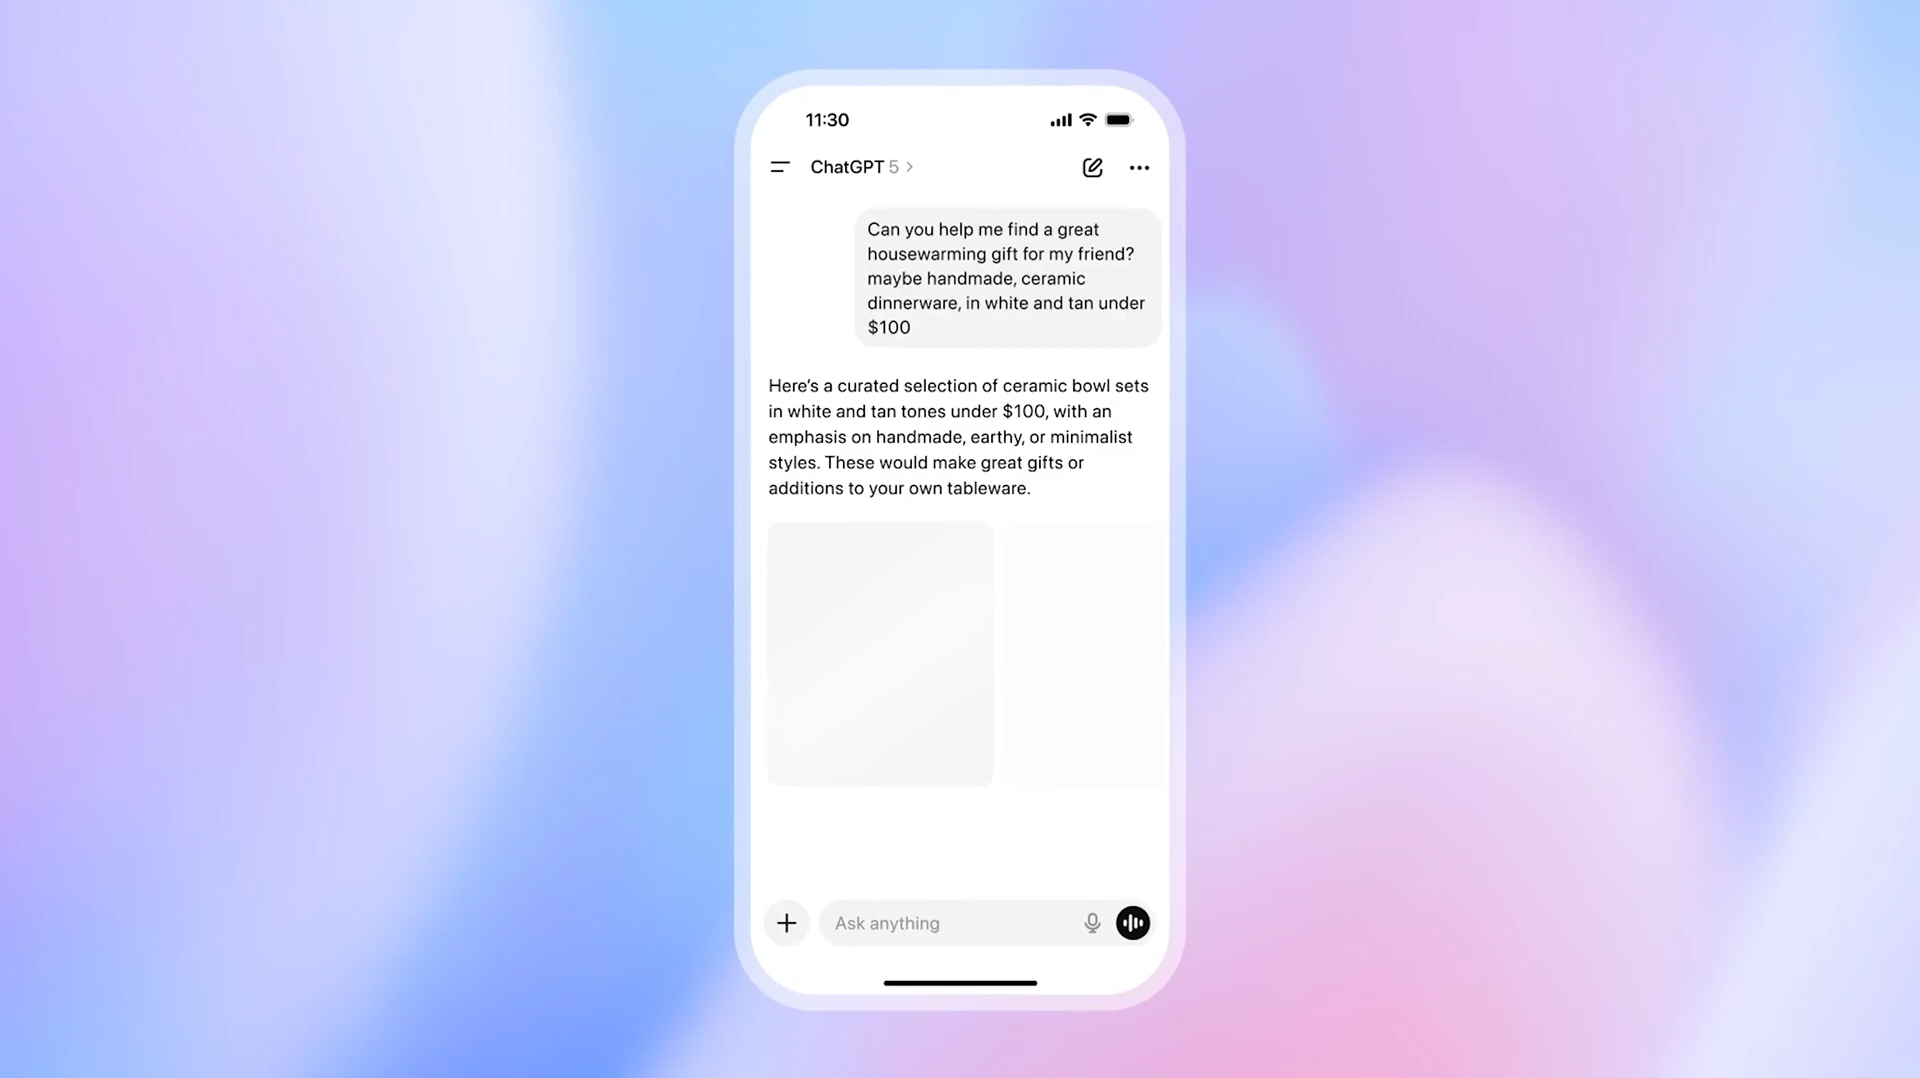 11:30
ChatGPT 5 >
Can you help me find a great
housewarming gift for my friend?
maybe handmade, ceramic
dinnerware, in white and tan under
$100
Here’s a curated selection of ceramic bowl sets
in white and tan tones under $100, with an
emphasis on handmade, earthy, or minimalist
styles. These would make great gifts or
additions to your own tableware.
Ask anything